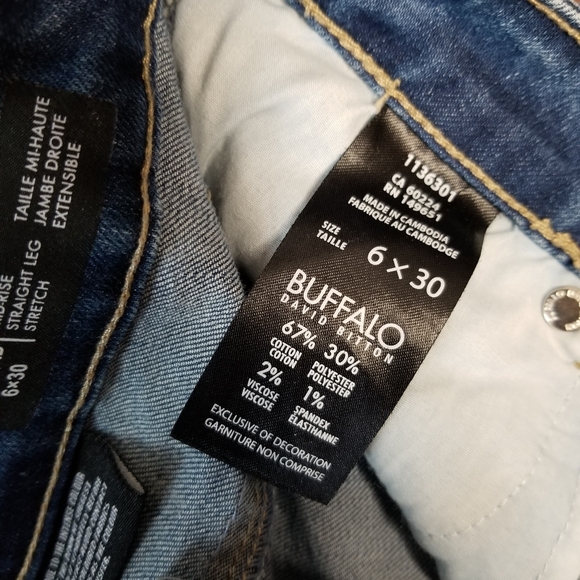 TAILLE MI-HAUTE
JAMBE DROITE
EXTENSIBLE
STRAIGHT LEG
STRETCH
6×30
1136301
CA 60224
RN 149651
MADE IN CAMBODIA
FABRIQUE AU CAMBODGE
SIZE
TAILLE
6 × 30
BUFFALO
DAVID BITTON
67% 30%
COTTON POLYESTER
COTON POLYESTER
2% 1%
VISCOSE SPANDEX
VISCOSE ELASTHANNE
EXCLUSIVE OF DECORATION
GARNITURE NON COMPRISE